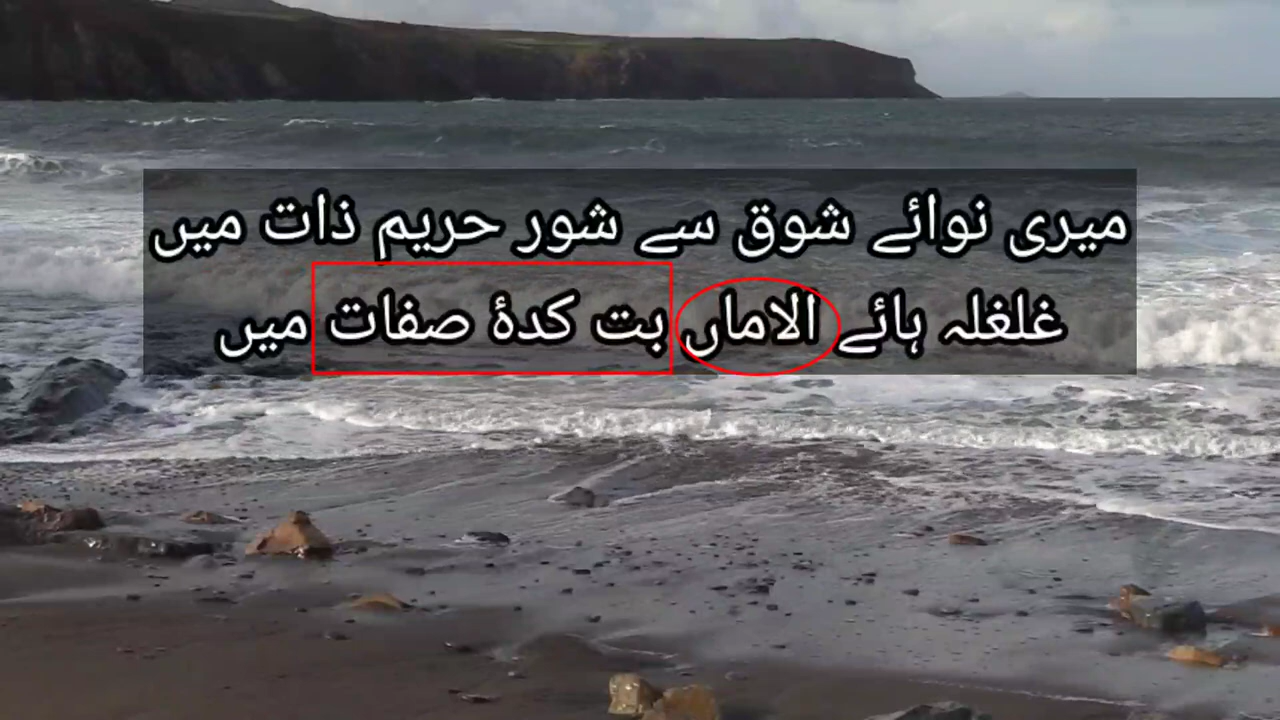 میری نوائے شوق سے شور حریم ذات میں
غلغلہ ہائے الاماں بت کدۂ صفات میں